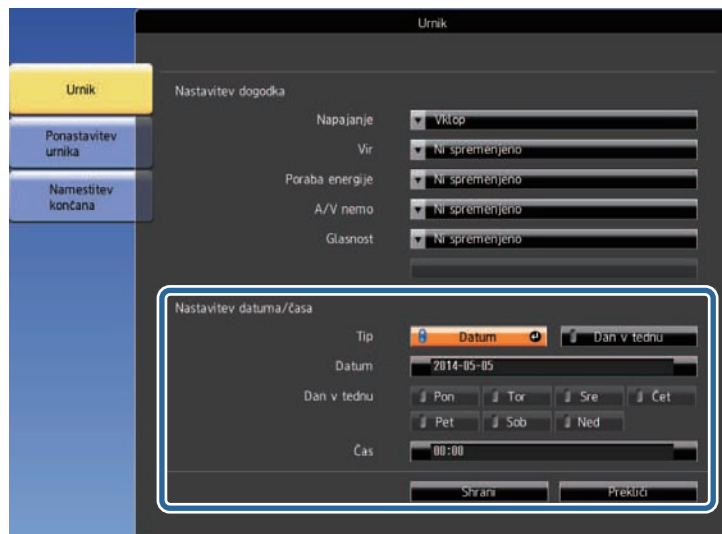 Urnik
Urnik
Ponastavitev
urnika
Namestitev
končana
Nastavitev dogodka
Napajanje Vklop
Vir Ni spremenjeno
Poraba energije Ni spremenjeno
A/V nemo Ni spremenjeno
Glasnost Ni spremenjeno
Nastavitev datuma/časa
Tip Datum Dan v tednu
Datum 2014-05-05
Dan v tednu Pon Tor Sre Čet
Pet Sob Ned
Čas 00:00
Shrani Prekliči